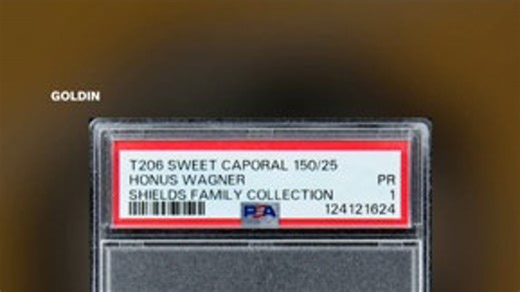 GOLDIN
T206 SWEET CAPORAL 150/25
HONUS WAGNER PR
SHIELDS FAMILY COLLECTION 1
PSA 124121624